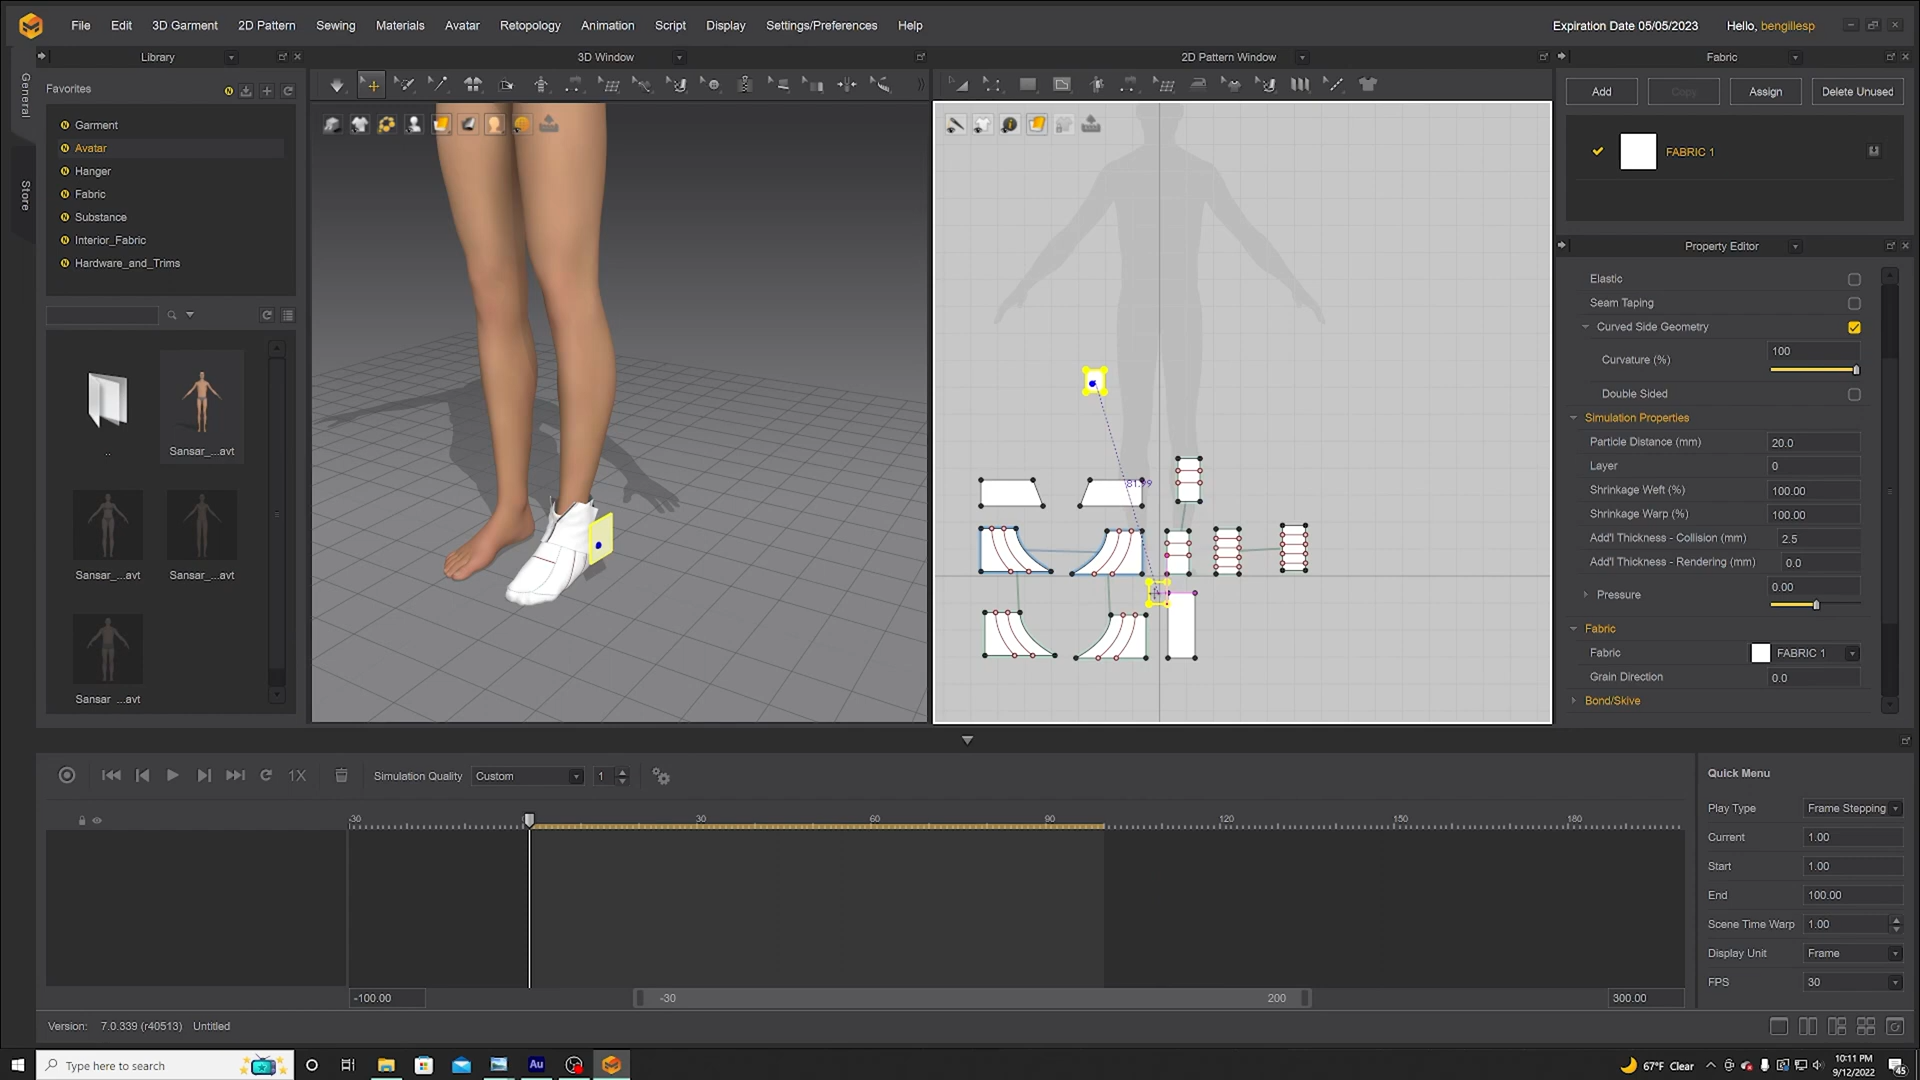 File Edit 3D Garment 2D Pattern Sewing Materials Avatar Retopology Animation Script Display Settings/Preferences Help
Expiration Date 05/05/2023 Hello, bengillesp
Library
3D Window
2D Pattern Window
Fabric
General
Store
Favorites
Garment
Avatar
Hanger
Fabric
Substance
Interior_Fabric
Hardware_and_Trims
..
Sansar_...avt
Sansar_...avt
Sansar_...avt
Sansar_...avt
81.99
Add Copy Assign Delete Unused
FABRIC 1
Property Editor
Elastic
Seam Taping
Curved Side Geometry
Curvature (%) 100
Double Sided
Simulation Properties
Particle Distance (mm) 20.0
Layer 0
Shrinkage Weft (%) 100.00
Shrinkage Warp (%) 100.00
Add'l Thickness - Collision (mm) 2.5
Add'l Thickness - Rendering (mm) 0.0
Pressure 0.00
Fabric
Fabric FABRIC 1
Grain Direction 0.0
Bond/Skive
1X Simulation Quality Custom 1
-30 30 60 90 120 150 180
-100.00 -30 200 300.00
Quick Menu
Play Type Frame Stepping
Current 1.00
Start 1.00
End 100.00
Scene Time Warp 1.00
Display Unit Frame
FPS 30
Version: 7.0.339 (r40513) Untitled
Type here to search
Au
67°F Clear
10:11 PM
9/12/2022
45